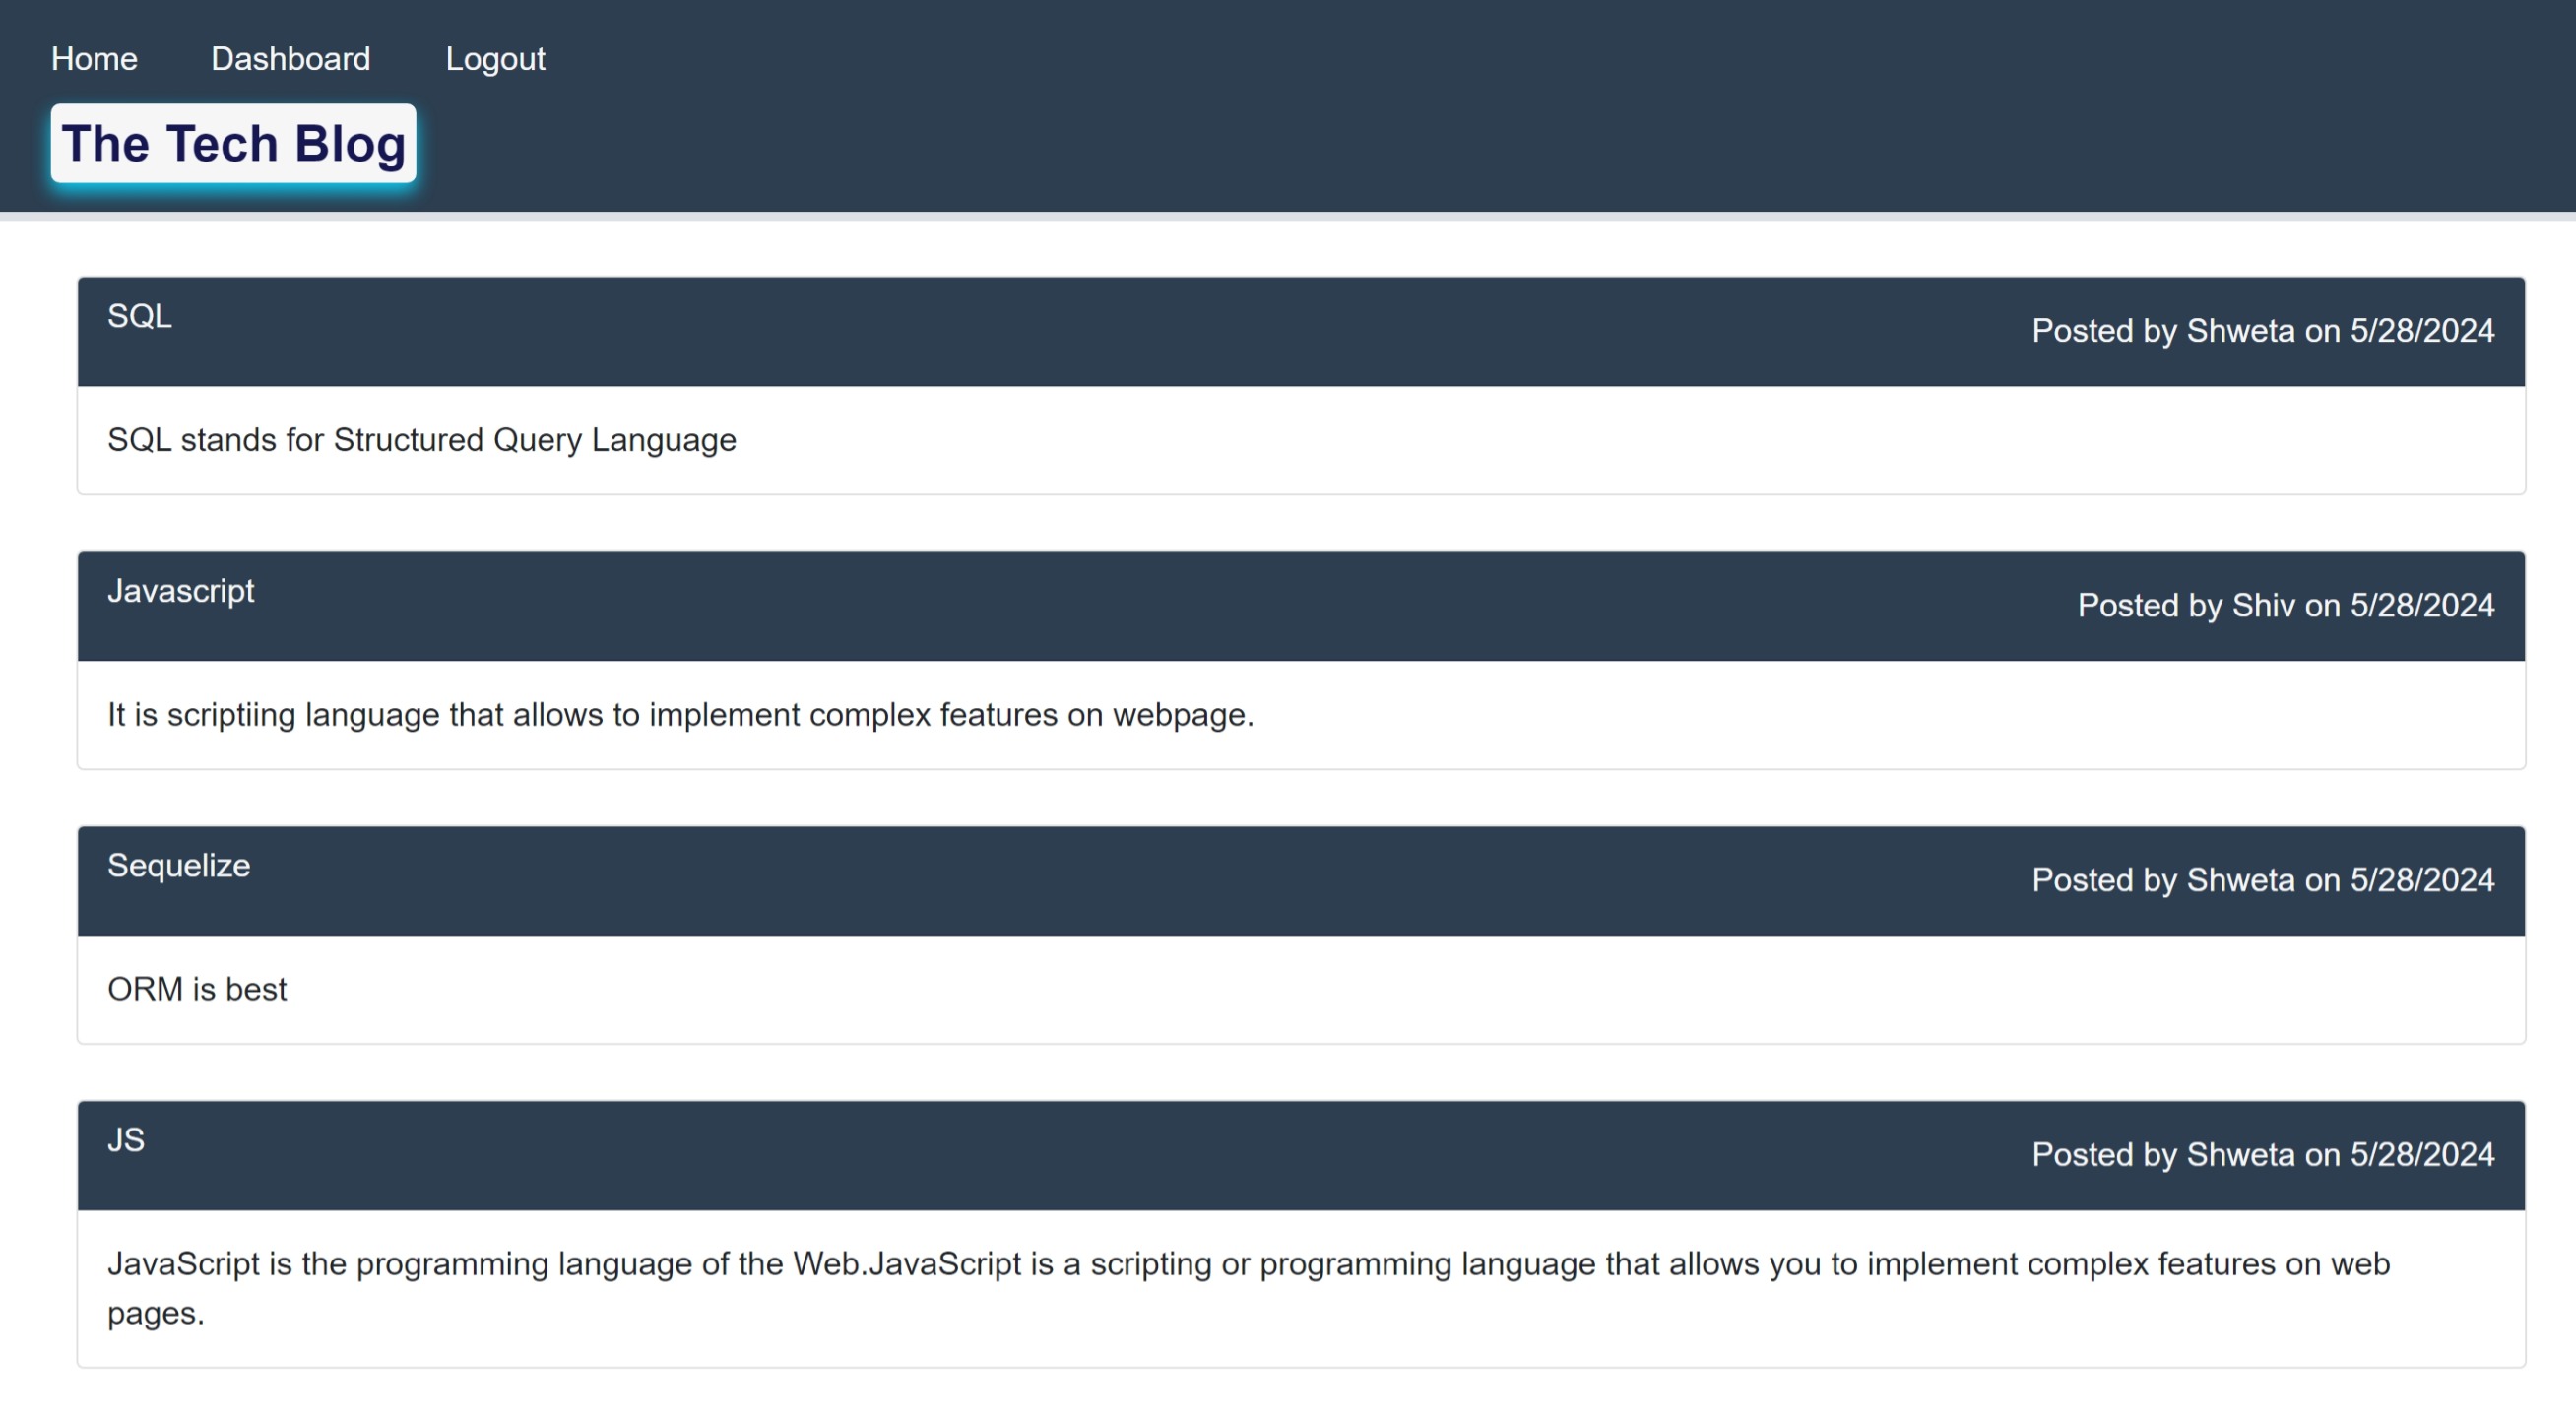 Home Dashboard Logout
The Tech Blog
SQL
Posted by Shweta on 5/28/2024
SQL stands for Structured Query Language
Javascript
Posted by Shiv on 5/28/2024
It is scriptiing language that allows to implement complex features on webpage.
Sequelize
Posted by Shweta on 5/28/2024
ORM is best
JS
Posted by Shweta on 5/28/2024
JavaScript is the programming language of the Web.JavaScript is a scripting or programming language that allows you to implement complex features on web
pages.